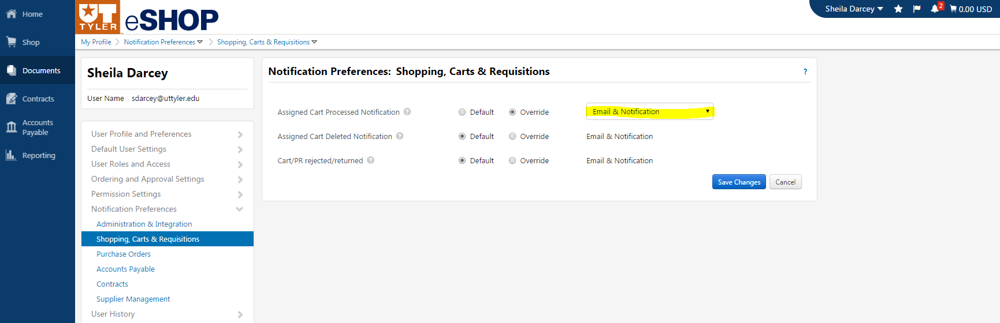 Home
Shop
Documents
Contracts
Accounts
Payable
Reporting
UT
TYLER
eSHOP
Sheila Darcey
2
0.00 USD
My Profile
Notification Preferences
Shopping, Carts & Requisitions
Sheila Darcey
User Name sdarcey@uttyler.edu
User Profile and Preferences
Default User Settings
User Roles and Access
Ordering and Approval Settings
Permission Settings
Notification Preferences
Administration & Integration
Shopping, Carts & Requisitions
Purchase Orders
Accounts Payable
Contracts
Supplier Management
User History
Notification Preferences: Shopping, Carts & Requisitions
?
Assigned Cart Processed Notification ? Default Override Email & Notification
Assigned Cart Deleted Notification ? Default Override Email & Notification
Cart/PR rejected/returned ? Default Override Email & Notification
Save Changes Cancel